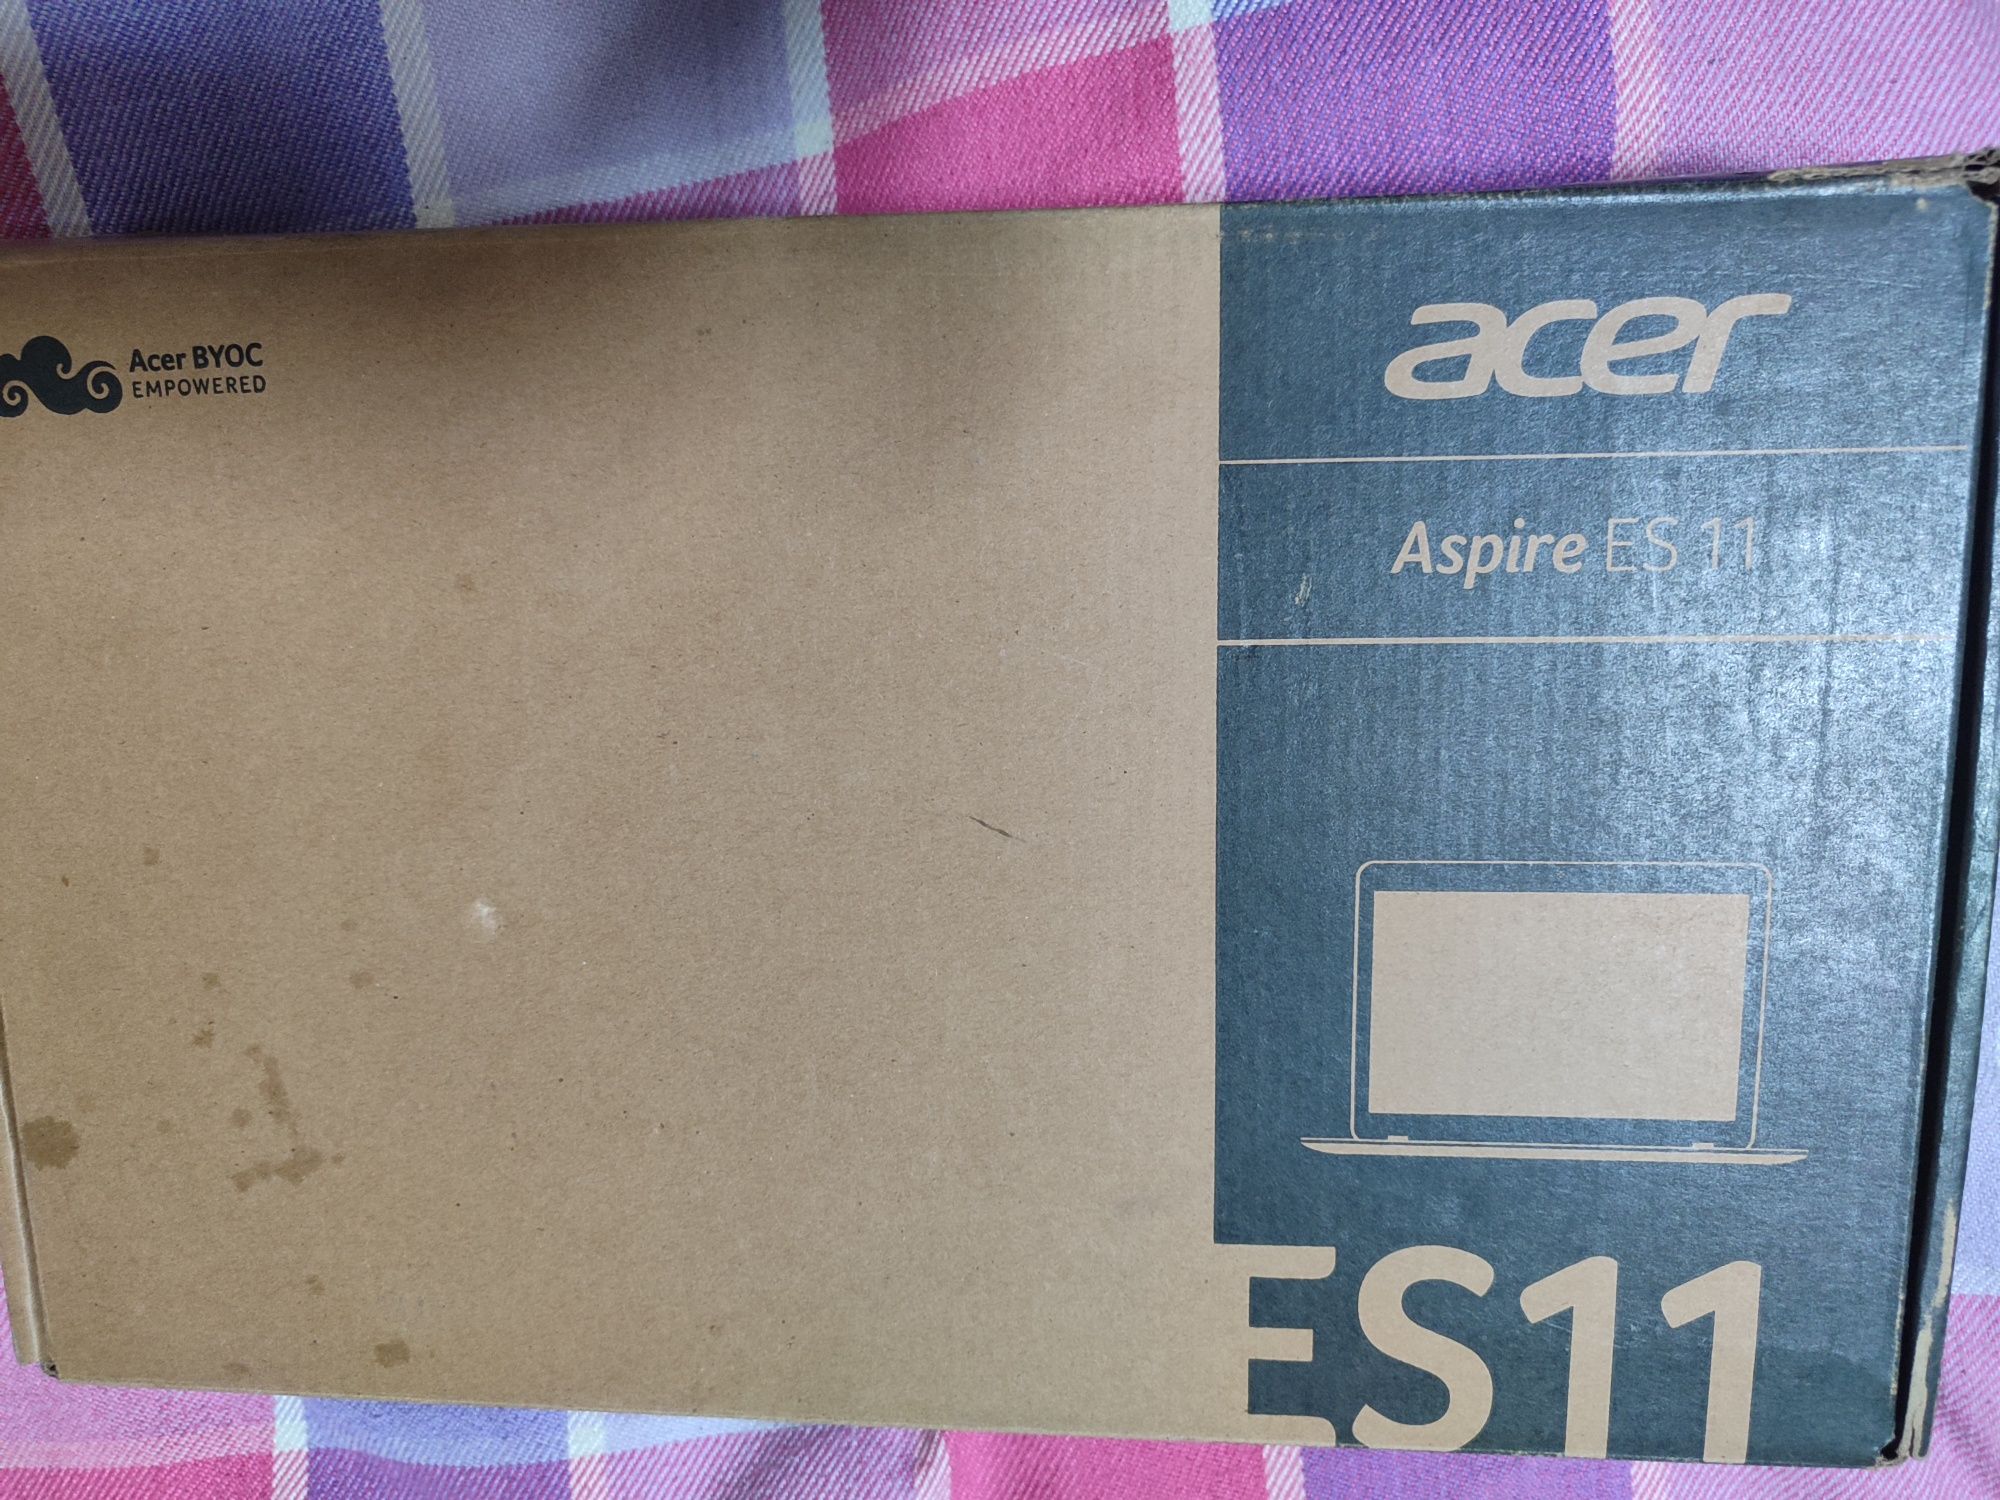 Acer BYOC
EMPOWERED
acer
Aspire ES 11
ES11